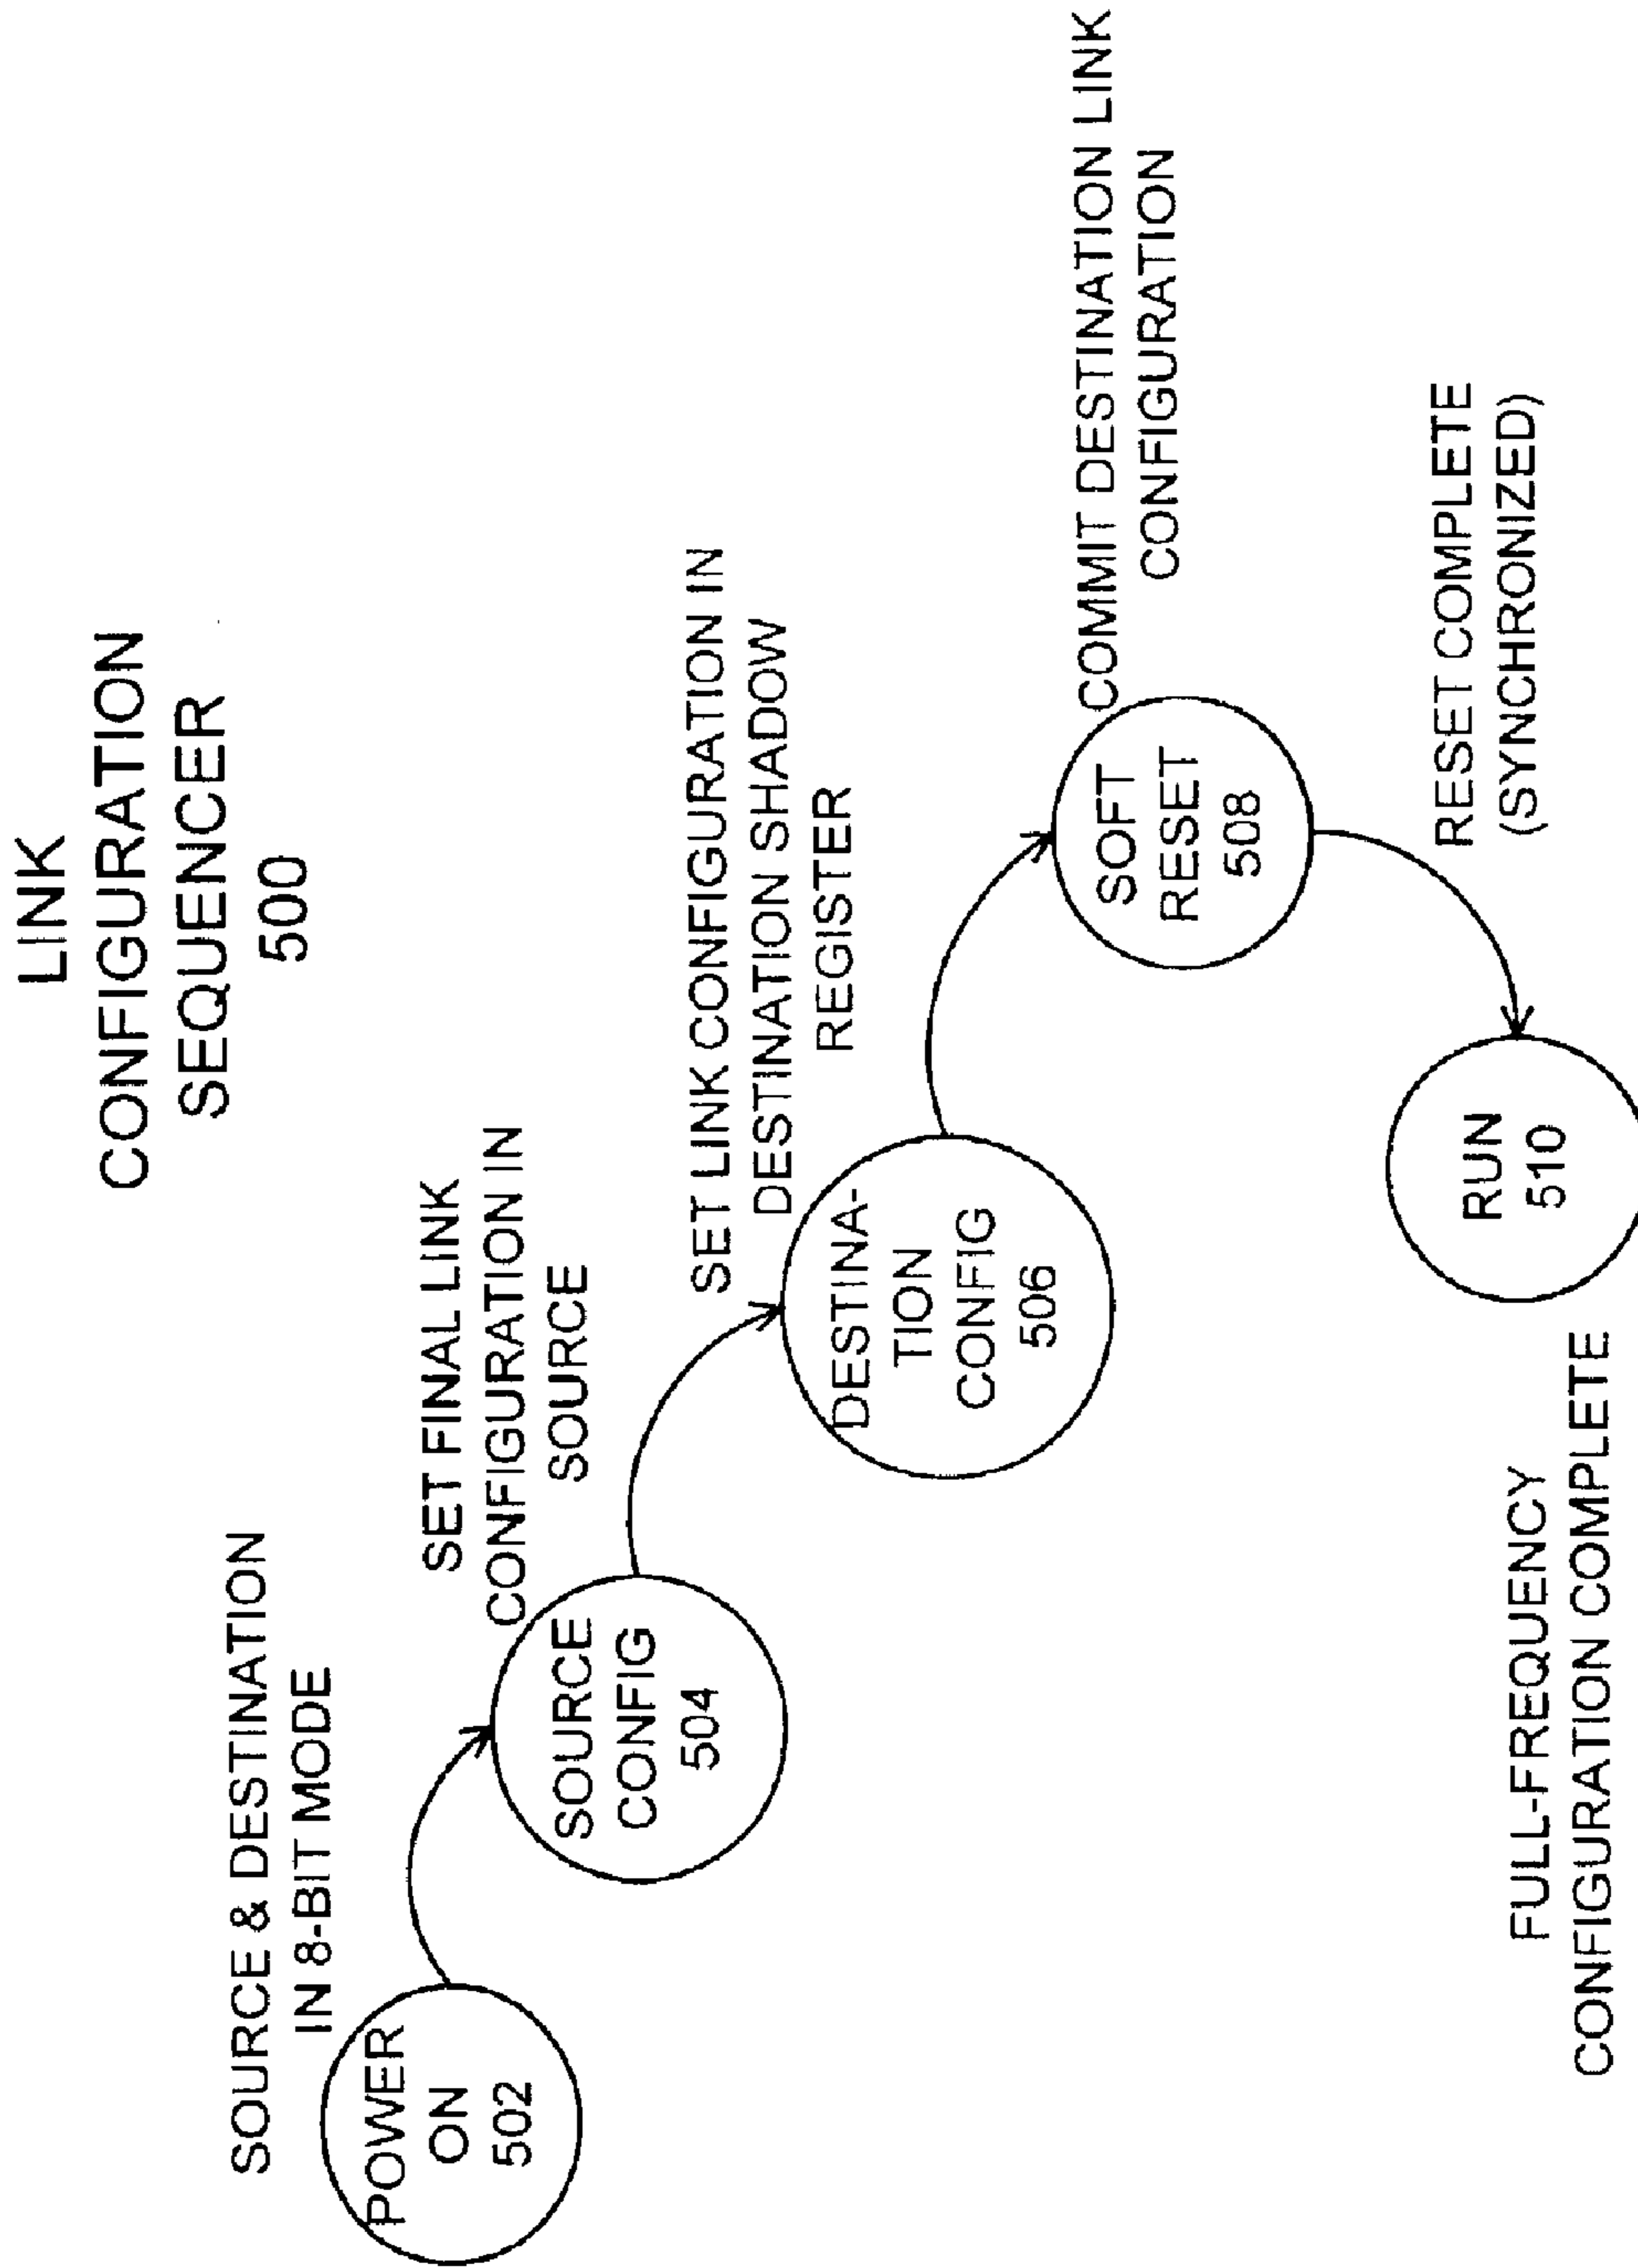 LINK
CONFIGURATION
SEQUENCER
500
SOURCE & DESTINATION
IN 8-BIT MODE
POWER
ON
502
SET FINAL LINK
CONFIGURATION IN
SOURCE
SOURCE
CONFIG
504
SET LINK CONFIGURATION IN
DESTINATION SHADOW
REGISTER
DESTINA-
TION
CONFIG
506
COMMIT DESTINATION LINK
CONFIGURATION
SOFT
RESET
508
RESET COMPLETE
(SYNCHRONIZED)
RUN
510
FULL-FREQUENCY
CONFIGURATION COMPLETE